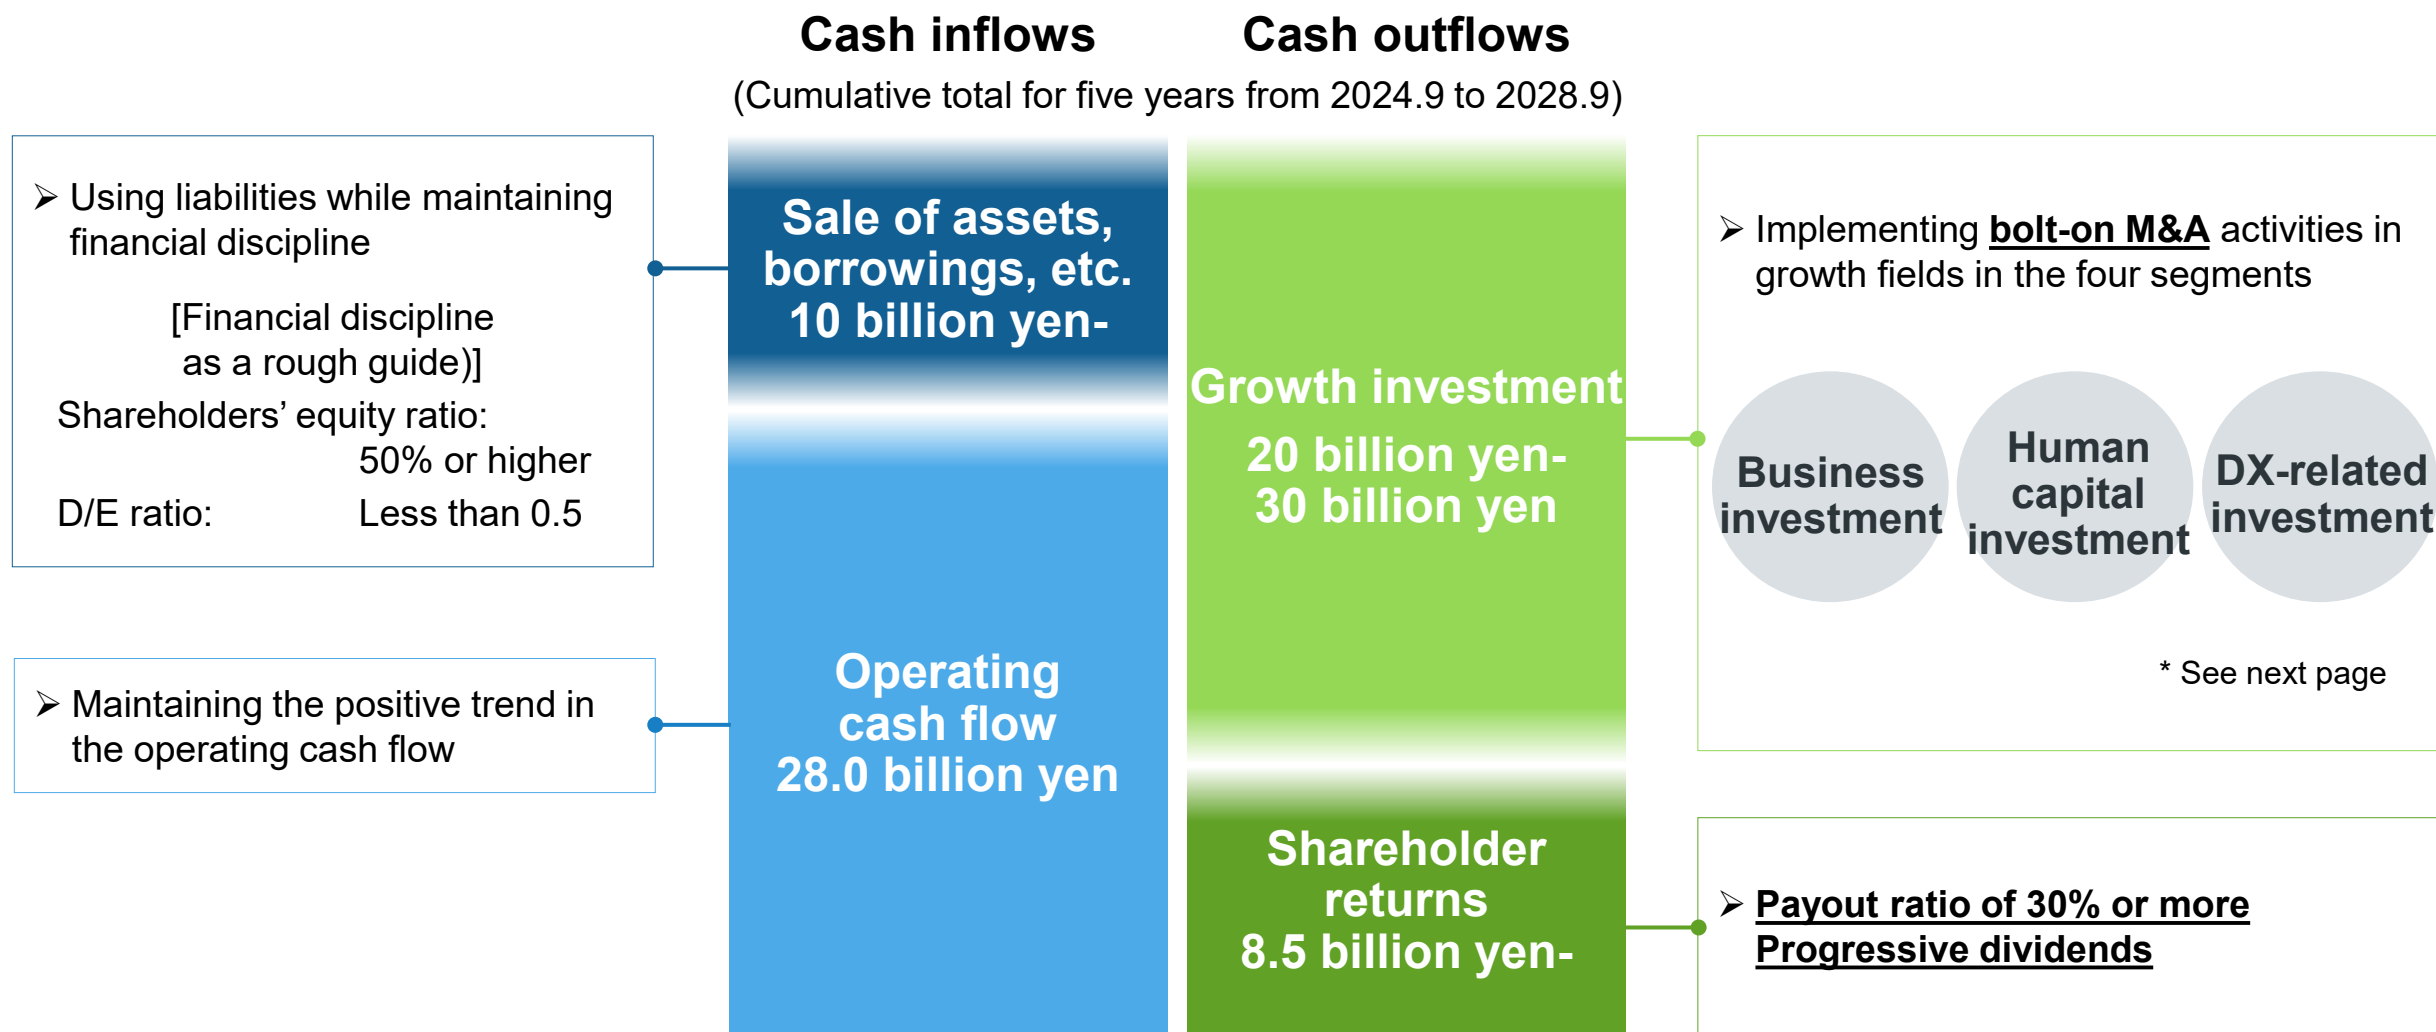 Cash inflows
Cash outflows
(Cumulative total for five years from 2024.9 to 2028.9)
➢ Using liabilities while maintaining
financial discipline
[Financial discipline
as a rough guide)]
Shareholders’ equity ratio:
50% or higher
D/E ratio: Less than 0.5
➢ Maintaining the positive trend in
the operating cash flow
Sale of assets,
borrowings, etc.
10 billion yen-
Operating
cash flow
28.0 billion yen
Growth investment
20 billion yen-
30 billion yen
Shareholder
returns
8.5 billion yen-
➢ Implementing bolt-on M&A activities in
growth fields in the four segments
Business
investment
Human
capital
investment
DX-related
investment
* See next page
➢ Payout ratio of 30% or more
Progressive dividends